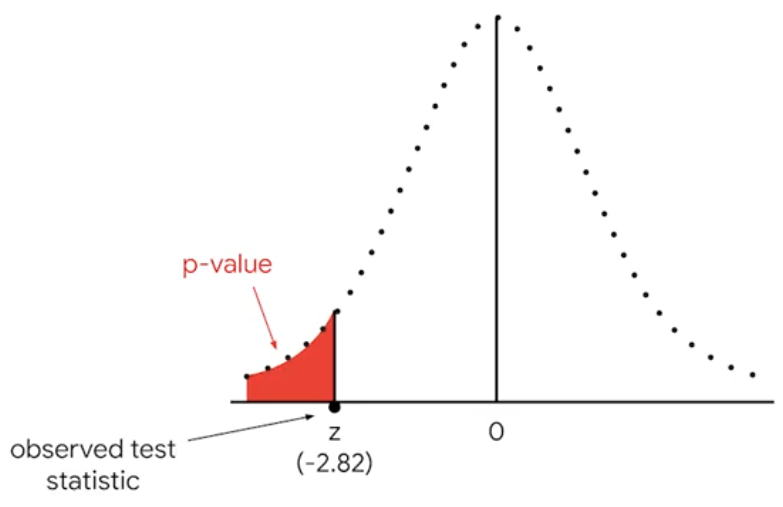 p-value
observed test
statistic
z
(-2.82)
0